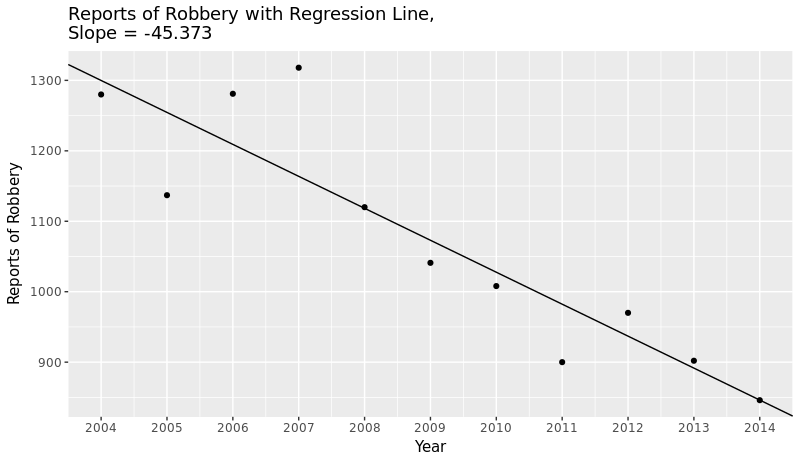 Reports of Robbery with Regression Line,
Slope = -45.373
Reports of Robbery
1300
1200
1100
1000
900
2004 2005 2006 2007 2008 2009 2010 2011 2012 2013 2014
Year